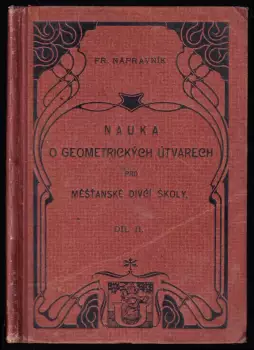 FR. NÁPRAVNÍK
NAUKA
O GEOMETRICKÝCH ÚTVARECH
PRO
MĚŠŤANSKÉ DÍVČÍ ŠKOLY.
DÍL II.